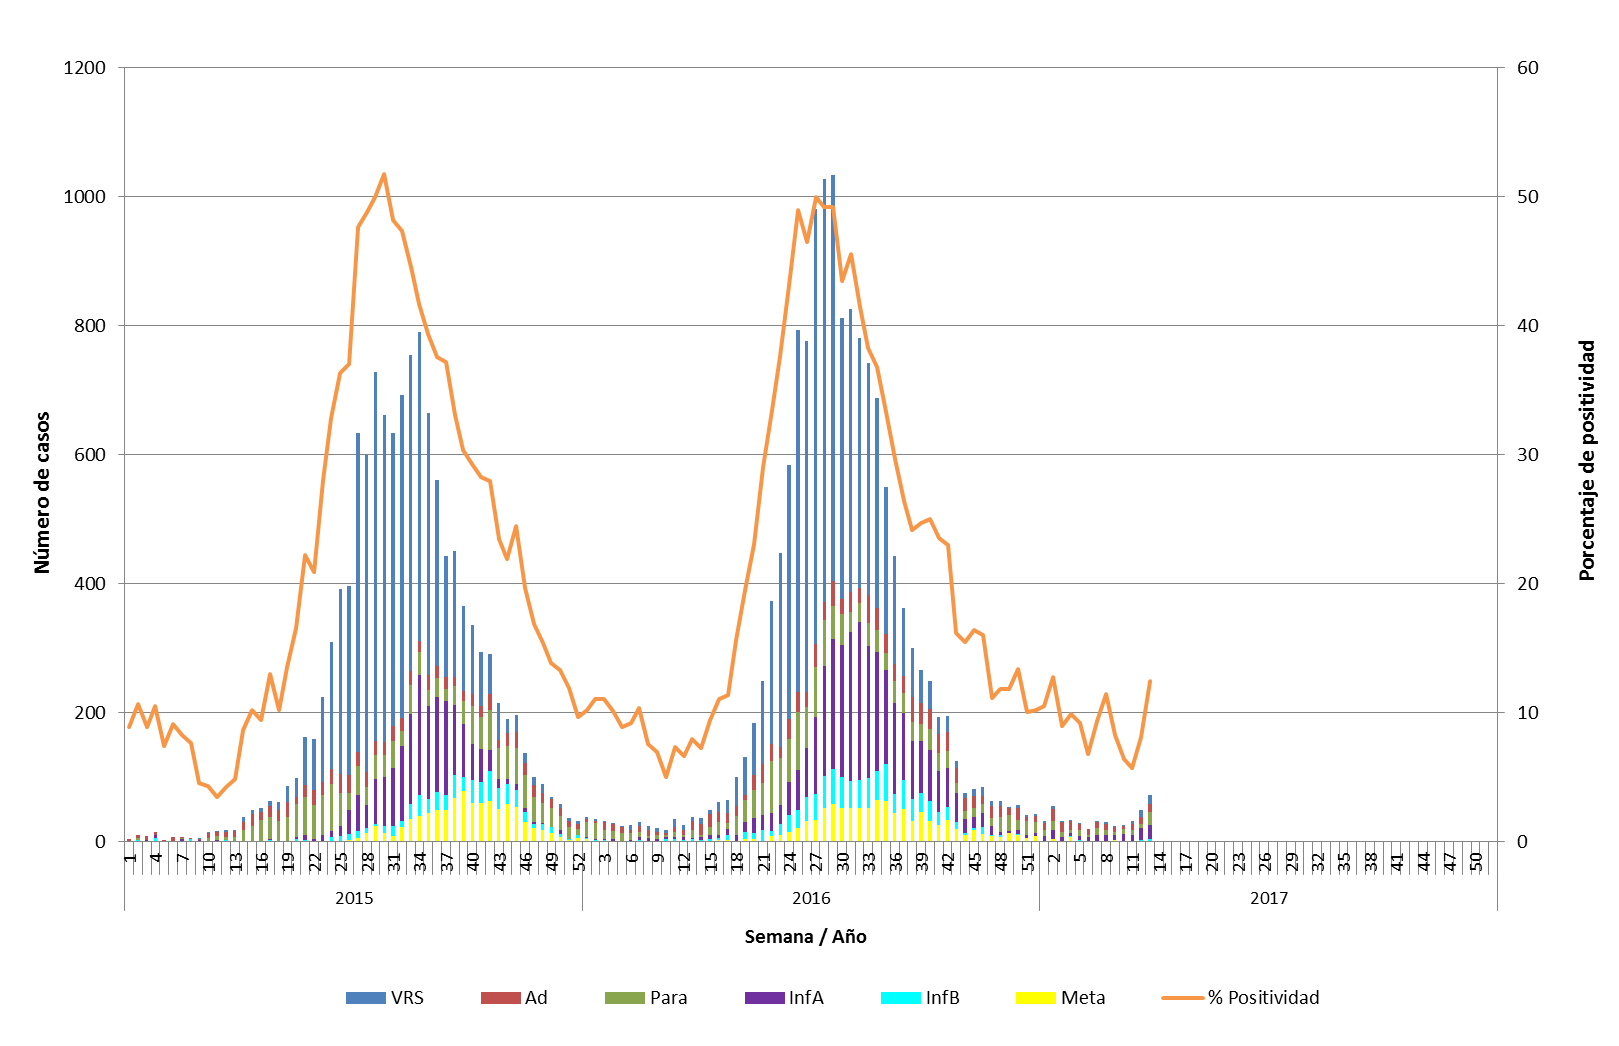 1200
1000
800
600
400
200
0
Número de casos
60
50
40
30
20
10
0
Porcentaje de positividad
1 4 7 10 13 16 19 22 25 28 31 34 37 40 43 46 49 52 3 6 9 12 15 18 21 24 27 30 33 36 39 42 45 48 51 2 5 8 11 14 17 20 23 26 29 32 35 38 41 44 47 50
2015 2016 2017
Semana / Año
VRS Ad Para InfA InfB Meta % Positividad